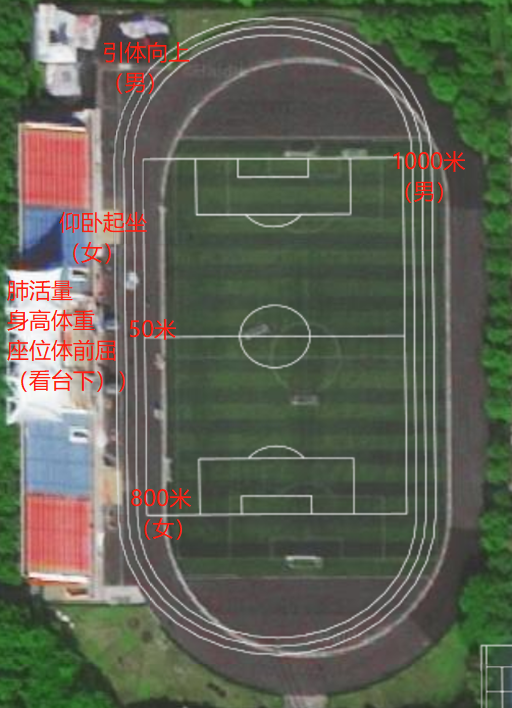 引体向上
（男）
1000米
（男）
仰卧起坐
（女）
肺活量
身高体重
座位体前屈
（看台下））
50米
800米
（女）